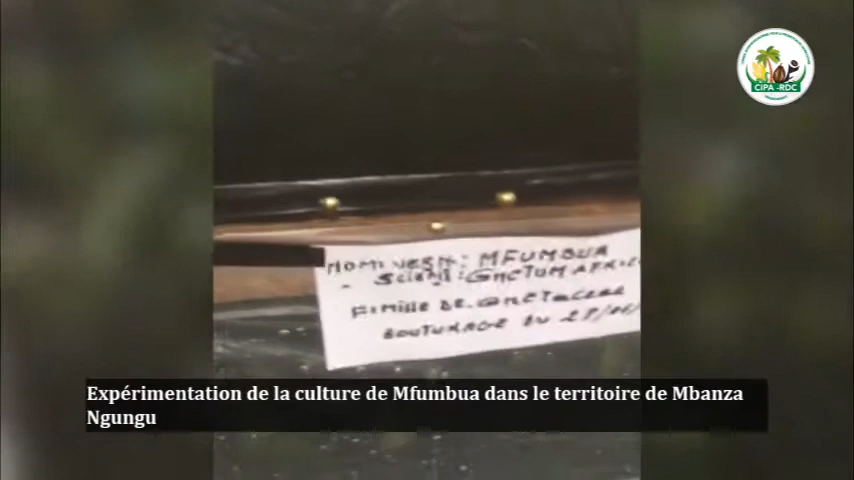 CIPA -RDC
NOM: VERN: MFUMBUA
- SCIENT: GNETUM AFRIC
FAMILLE DE GNETACEAE
BOUTURAGE DU
Expérimentation de la culture de Mfumbua dans le territoire de Mbanza
Ngungu